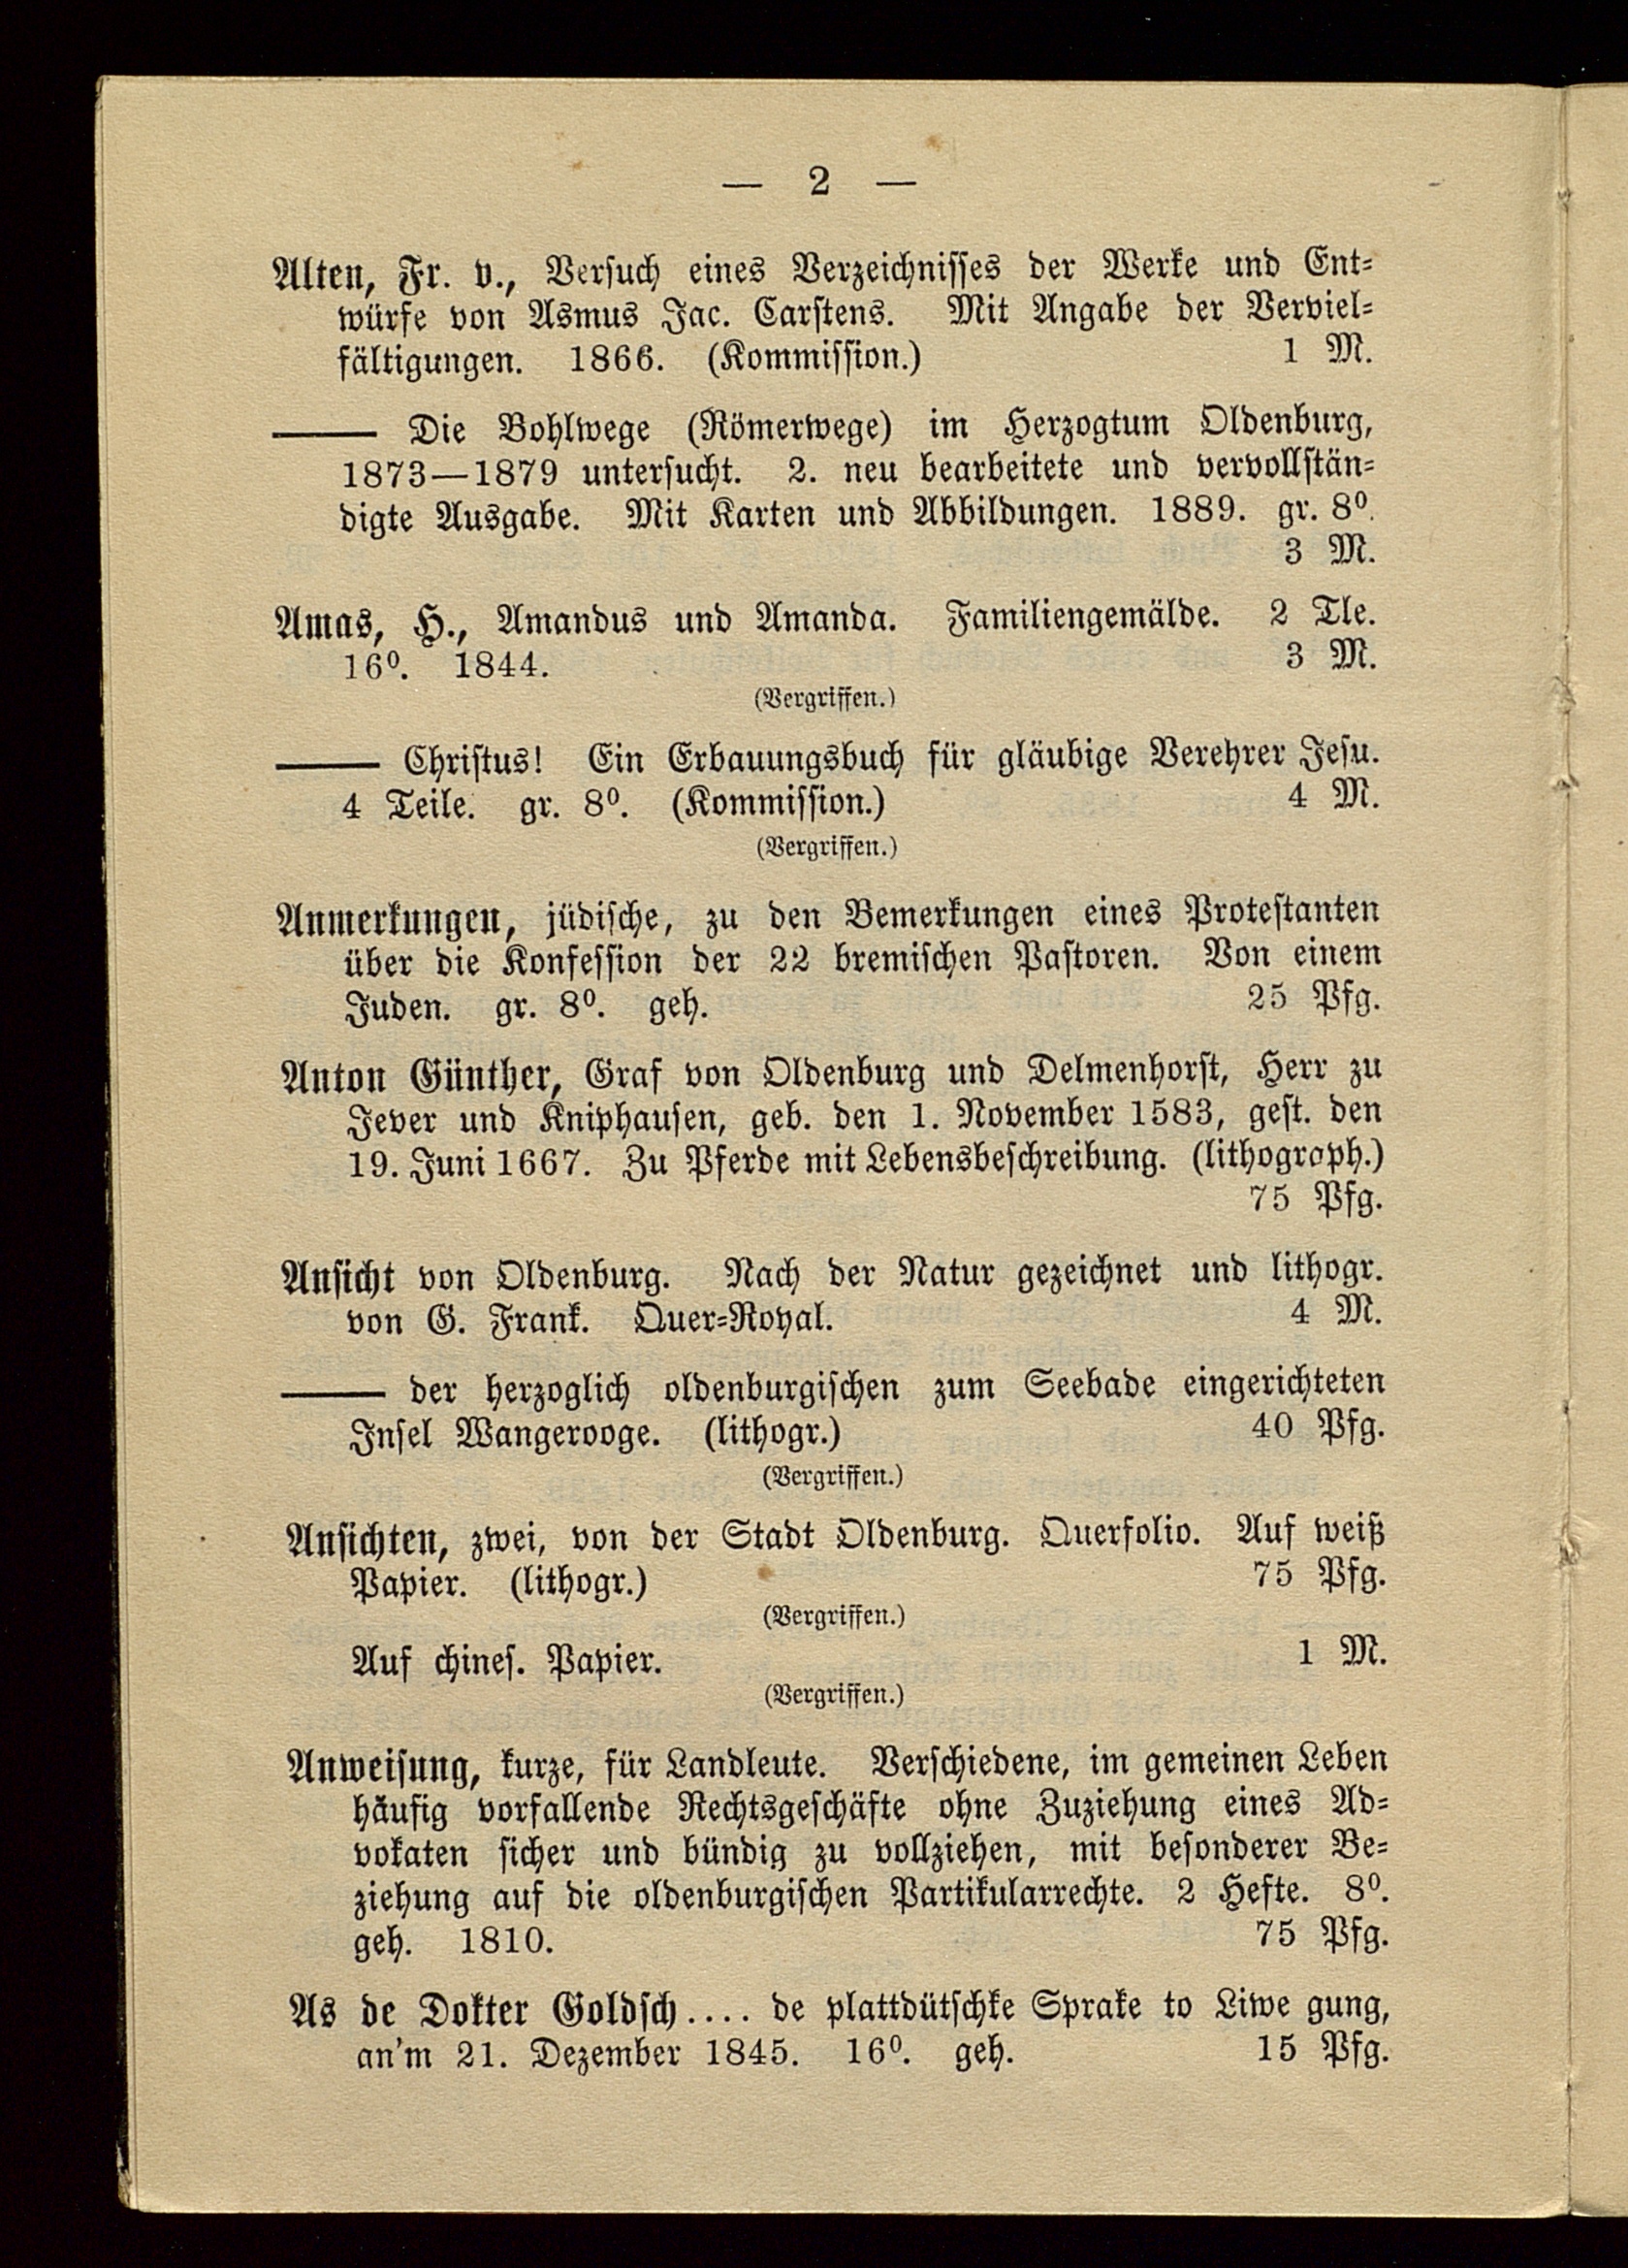 — 2 —
Alten, Fr. v., Versuch eines Verzeichnisses der Werke und Ent=
würfe von Asmus Jac. Carstens. Mit Angabe der Verviel=
fältigungen. 1866. (Kommission.) 1 M.
—— Die Bohlwege (Römerwege) im Herzogtum Oldenburg,
1873—1879 untersucht. 2. neu bearbeitete und vervollstän=
digte Ausgabe. Mit Karten und Abbildungen. 1889. gr. 8⁰.
3 M.
Amas, H., Amandus und Amanda. Familiengemälde. 2 Tle.
16⁰. 1844. 3 M.
(Vergriffen.)
—— Christus! Ein Erbauungsbuch für gläubige Verehrer Jesu.
4 Teile. gr. 8⁰. (Kommission.) 4 M.
(Vergriffen.)
Anmerkungen, jüdische, zu den Bemerkungen eines Protestanten
über die Konfession der 22 bremischen Pastoren. Von einem
Juden. gr. 8⁰. geh. 25 Pfg.
Anton Günther, Graf von Oldenburg und Delmenhorst, Herr zu
Jever und Kniphausen, geb. den 1. November 1583, gest. den
19. Juni 1667. Zu Pferde mit Lebensbeschreibung. (lithograph.)
75 Pfg.
Ansicht von Oldenburg. Nach der Natur gezeichnet und lithogr.
von G. Frank. Quer=Royal. 4 M.
—— der herzoglich oldenburgischen zum Seebade eingerichteten
Insel Wangerooge. (lithogr.) 40 Pfg.
(Vergriffen.)
Ansichten, zwei, von der Stadt Oldenburg. Querfolio. Auf weiß
Papier. (lithogr.) 75 Pfg.
(Vergriffen.)
Auf chines. Papier. 1 M.
(Vergriffen.)
Anweisung, kurze, für Landleute. Verschiedene, im gemeinen Leben
häufig vorfallende Rechtsgeschäfte ohne Zuziehung eines Ad=
vokaten sicher und bündig zu vollziehen, mit besonderer Be=
ziehung auf die oldenburgischen Partikularrechte. 2 Hefte. 8⁰.
geh. 1810. 75 Pfg.
As de Dokter Goldsch.... de plattdütschke Sprake to Liwe gung,
an'm 21. Dezember 1845. 16⁰. geh. 15 Pfg.